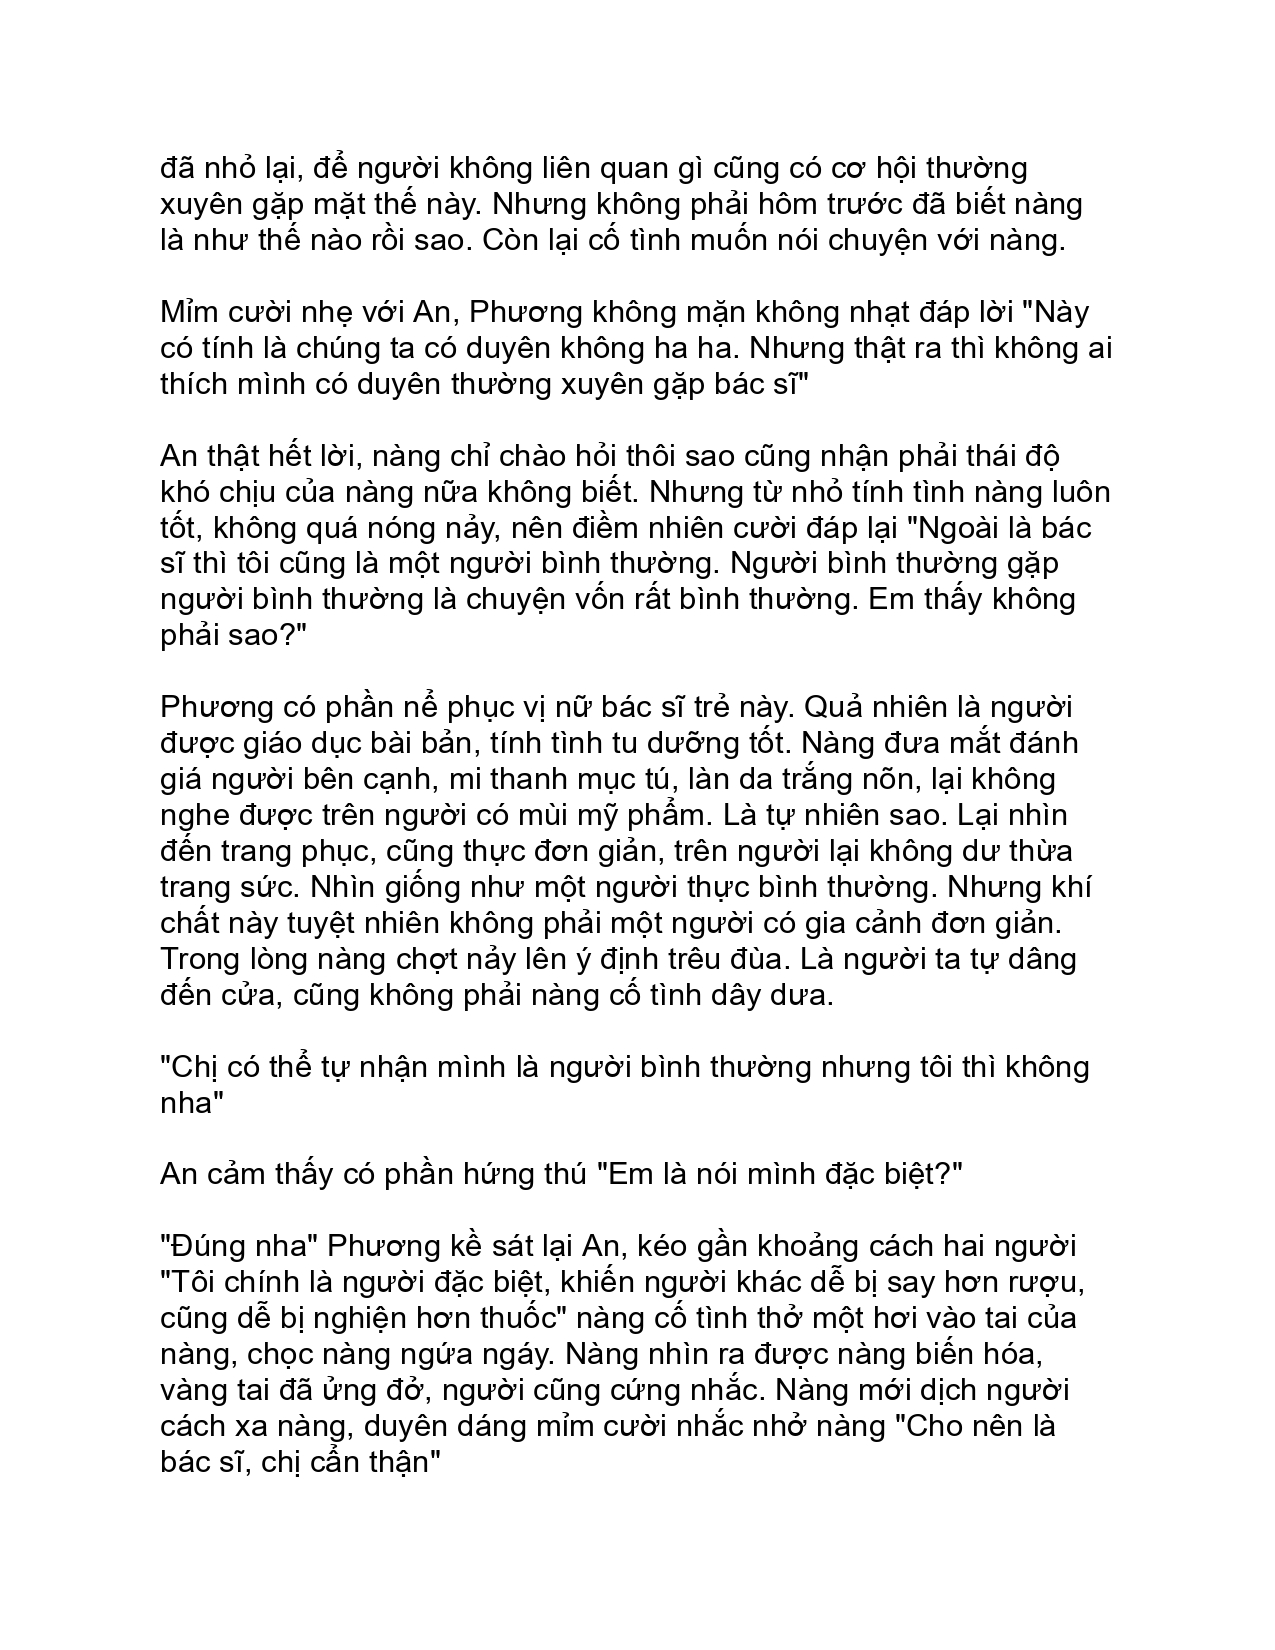 đã nhỏ lại, để người không liên quan gì cũng có cơ hội thường
xuyên gặp mặt thế này. Nhưng không phải hôm trước đã biết nàng
là như thế nào rồi sao. Còn lại cố tình muốn nói chuyện với nàng.
Mỉm cười nhẹ với An, Phương không mặn không nhạt đáp lời "Này
có tính là chúng ta có duyên không ha ha. Nhưng thật ra thì không ai
thích mình có duyên thường xuyên gặp bác sĩ"
An thật hết lời, nàng chỉ chào hỏi thôi sao cũng nhận phải thái độ
khó chịu của nàng nữa không biết. Nhưng từ nhỏ tính tình nàng luôn
tốt, không quá nóng nảy, nên điềm nhiên cười đáp lại "Ngoài là bác
sĩ thì tôi cũng là một người bình thường. Người bình thường gặp
người bình thường là chuyện vốn rất bình thường. Em thấy không
phải sao?"
Phương có phần nể phục vị nữ bác sĩ trẻ này. Quả nhiên là người
được giáo dục bài bản, tính tình tu dưỡng tốt. Nàng đưa mắt đánh
giá người bên cạnh, mi thanh mục tú, làn da trắng nõn, lại không
nghe được trên người có mùi mỹ phẩm. Là tự nhiên sao. Lại nhìn
đến trang phục, cũng thực đơn giản, trên người lại không dư thừa
trang sức. Nhìn giống như một người thực bình thường. Nhưng khí
chất này tuyệt nhiên không phải một người có gia cảnh đơn giản.
Trong lòng nàng chợt nảy lên ý định trêu đùa. Là người ta tự dâng
đến cửa, cũng không phải nàng cố tình dây dưa.
"Chị có thể tự nhận mình là người bình thường nhưng tôi thì không
nha"
An cảm thấy có phần hứng thú "Em là nói mình đặc biệt?"
"Đúng nha" Phương kề sát lại An, kéo gần khoảng cách hai người
"Tôi chính là người đặc biệt, khiến người khác dễ bị say hơn rượu,
cũng dễ bị nghiện hơn thuốc" nàng cố tình thở một hơi vào tai của
nàng, chọc nàng ngứa ngáy. Nàng nhìn ra được nàng biến hóa,
vàng tai đã ửng đở, người cũng cứng nhắc. Nàng mới dịch người
cách xa nàng, duyên dáng mỉm cười nhắc nhở nàng "Cho nên là
bác sĩ, chị cẩn thận"